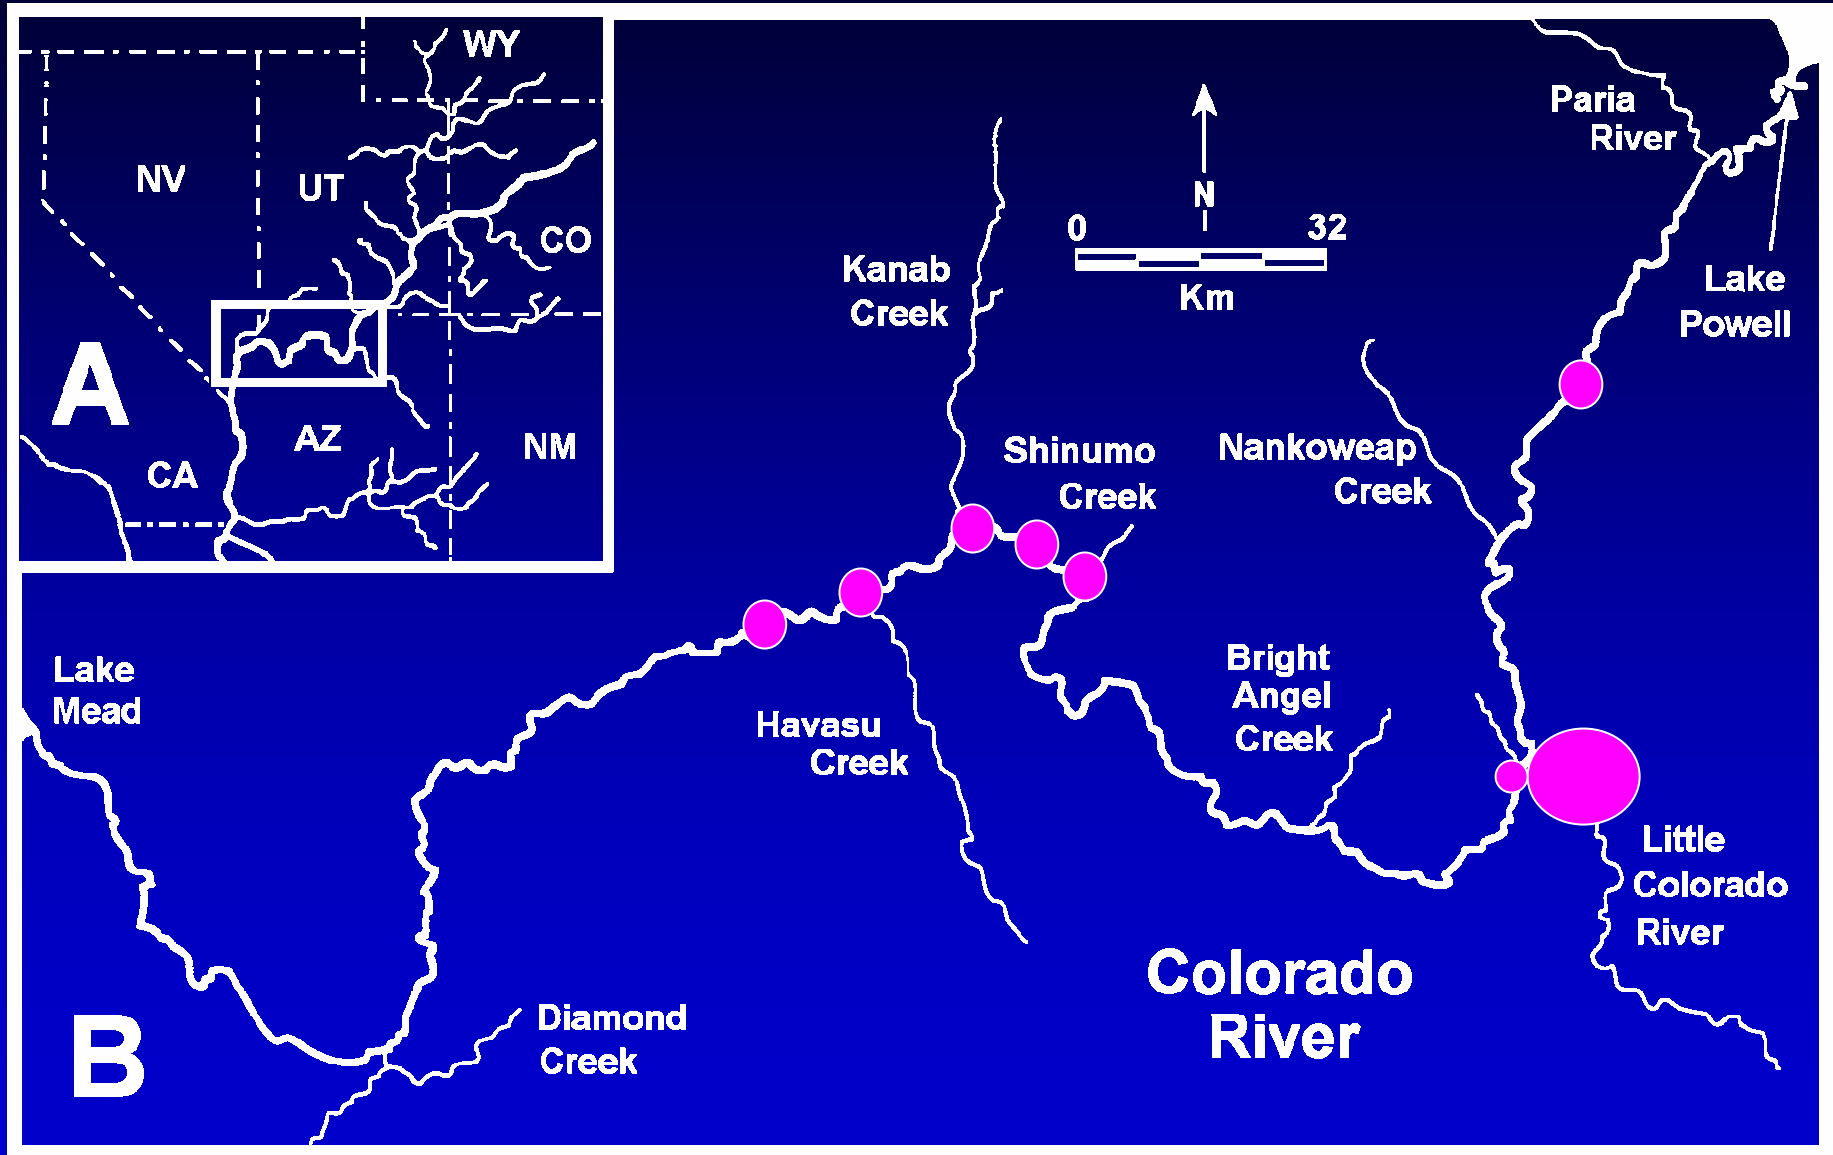 WY
NV
UT
CO
A
AZ
NM
CA
Paria
River
N
0 32
Km
Kanab
Creek
Lake
Powell
Shinumo
Creek
Nankoweap
Creek
Lake
Mead
Bright
Angel
Creek
Havasu
Creek
Little
Colorado
River
Colorado
River
Diamond
Creek
B